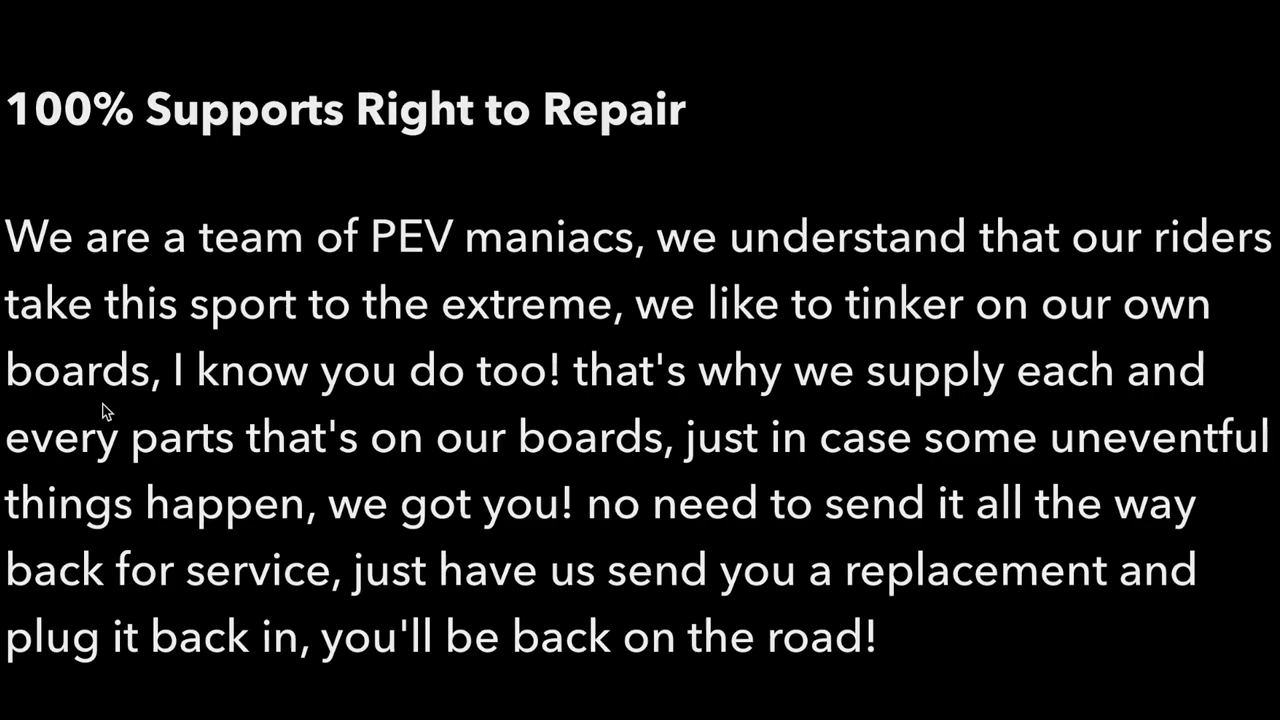 100% Supports Right to Repair
We are a team of PEV maniacs, we understand that our riders
take this sport to the extreme, we like to tinker on our own
boards, I know you do too! that's why we supply each and
every parts that's on our boards, just in case some uneventful
things happen, we got you! no need to send it all the way
back for service, just have us send you a replacement and
plug it back in, you'll be back on the road!